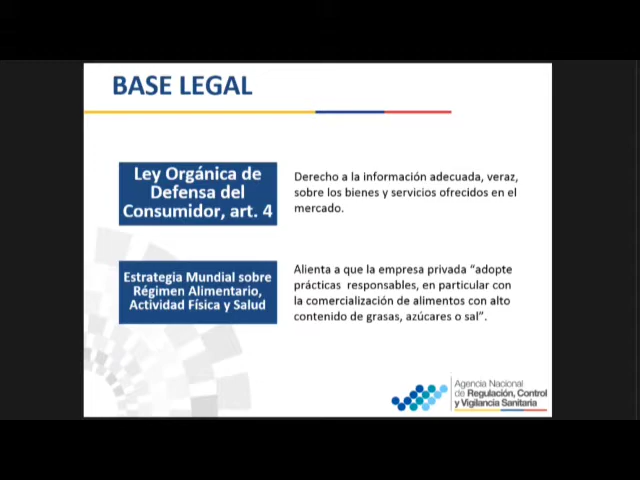 BASE LEGAL
Ley Orgánica de
Defensa del
Consumidor, art. 4
Derecho a la información adecuada, veraz,
sobre los bienes y servicios ofrecidos en el
mercado.
Estrategia Mundial sobre
Régimen Alimentario,
Actividad Física y Salud
Alienta a que la empresa privada “adopte
prácticas responsables, en particular con
la comercialización de alimentos con alto
contenido de grasas, azúcares o sal”.
Agencia Nacional
de Regulación, Control
y Vigilancia Sanitaria